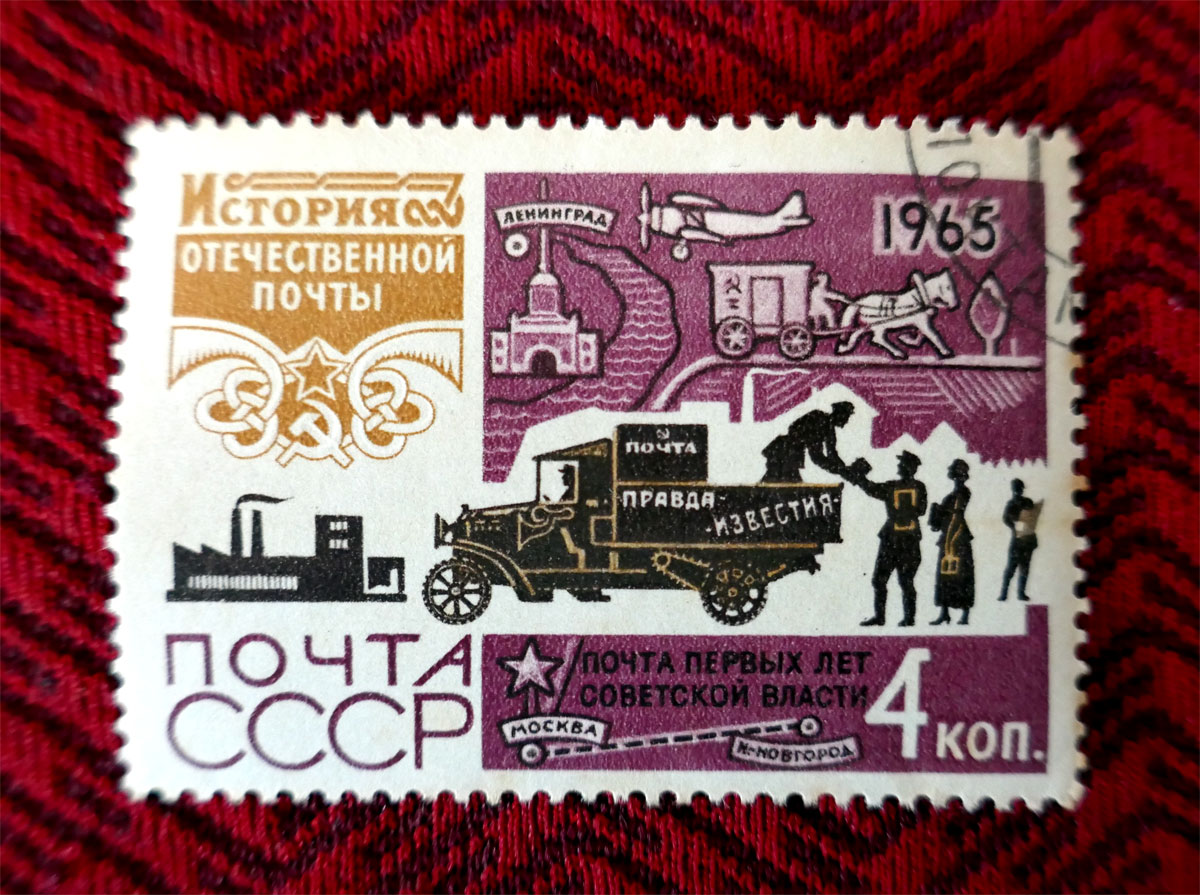 История
ОТЕЧЕСТВЕННОЙ
ПОЧТЫ
ЛЕНИНГРАД
1965
ПОЧТА
ПРАВДА-
-ИЗВЕСТИЯ-
ПОЧТА
СССР
ПОЧТА ПЕРВЫХ ЛЕТ
СОВЕТСКОЙ ВЛАСТИ
МОСКВА
Н-НОВГОРОД
4 КОП.